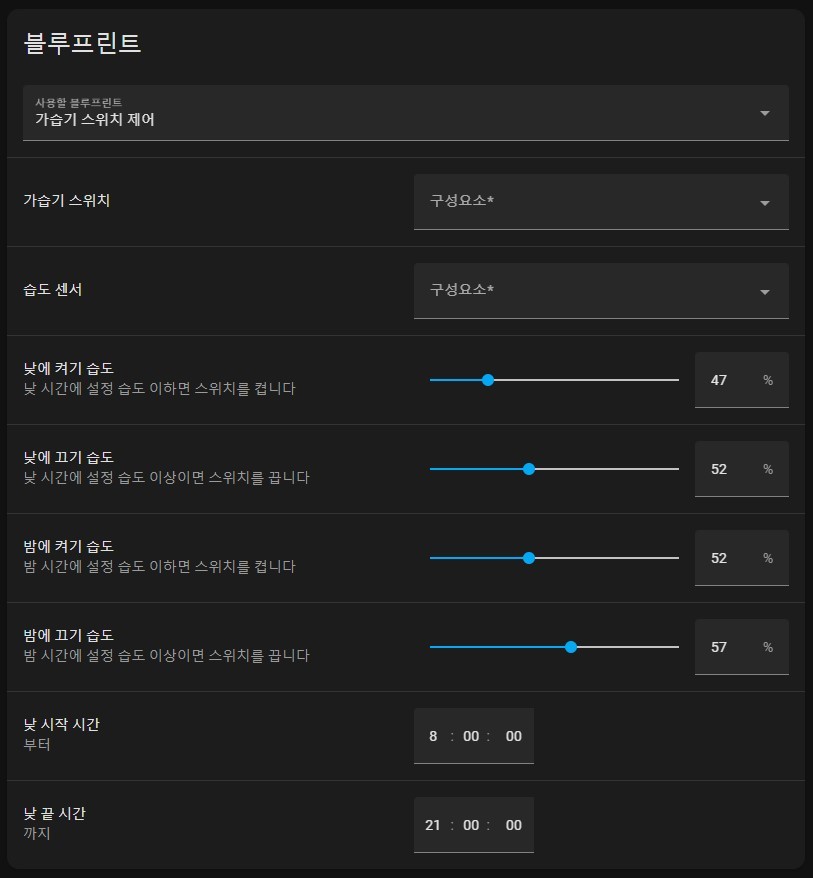 블루프린트
사용할 블루프린트
가습기 스위치 제어
가습기 스위치
구성요소*
습도 센서
구성요소*
낮에 켜기 습도
낮 시간에 설정 습도 이하면 스위치를 켭니다
47 %
낮에 끄기 습도
낮 시간에 설정 습도 이상이면 스위치를 끕니다
52 %
밤에 켜기 습도
밤 시간에 설정 습도 이하면 스위치를 켭니다
52 %
밤에 끄기 습도
밤 시간에 설정 습도 이상이면 스위치를 끕니다
57 %
낮 시작 시간
부터
8 : 00 : 00
낮 끝 시간
까지
21 : 00 : 00